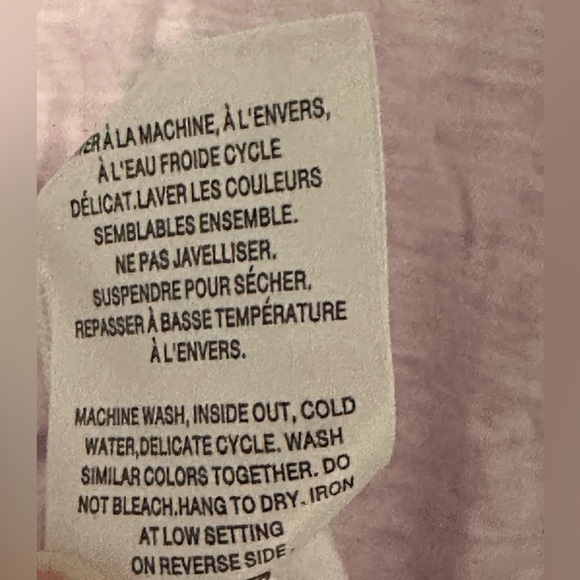 À LA MACHINE, À L'ENVERS,
À L'EAU FROIDE CYCLE
DÉLICAT.LAVER LES COULEURS
SEMBLABLES ENSEMBLE.
NE PAS JAVELLISER.
SUSPENDRE POUR SÉCHER.
REPASSER À BASSE TEMPÉRATURE
À L'ENVERS.
MACHINE WASH, INSIDE OUT, COLD
WATER,DELICATE CYCLE. WASH
SIMILAR COLORS TOGETHER. DO
NOT BLEACH.HANG TO DRY. IRON
AT LOW SETTING
ON REVERSE SIDE.